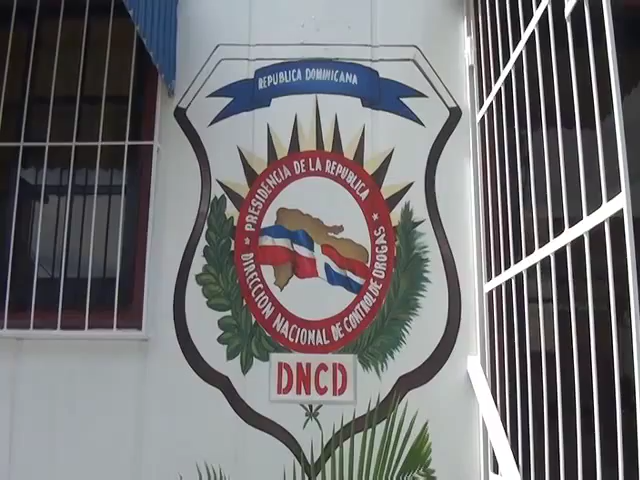 REPUBLICA DOMINICANA
PRESIDENCIA DE LA REPUBLICA
DIRECCION NACIONAL DE CONTROL DE DROGAS
DNCD